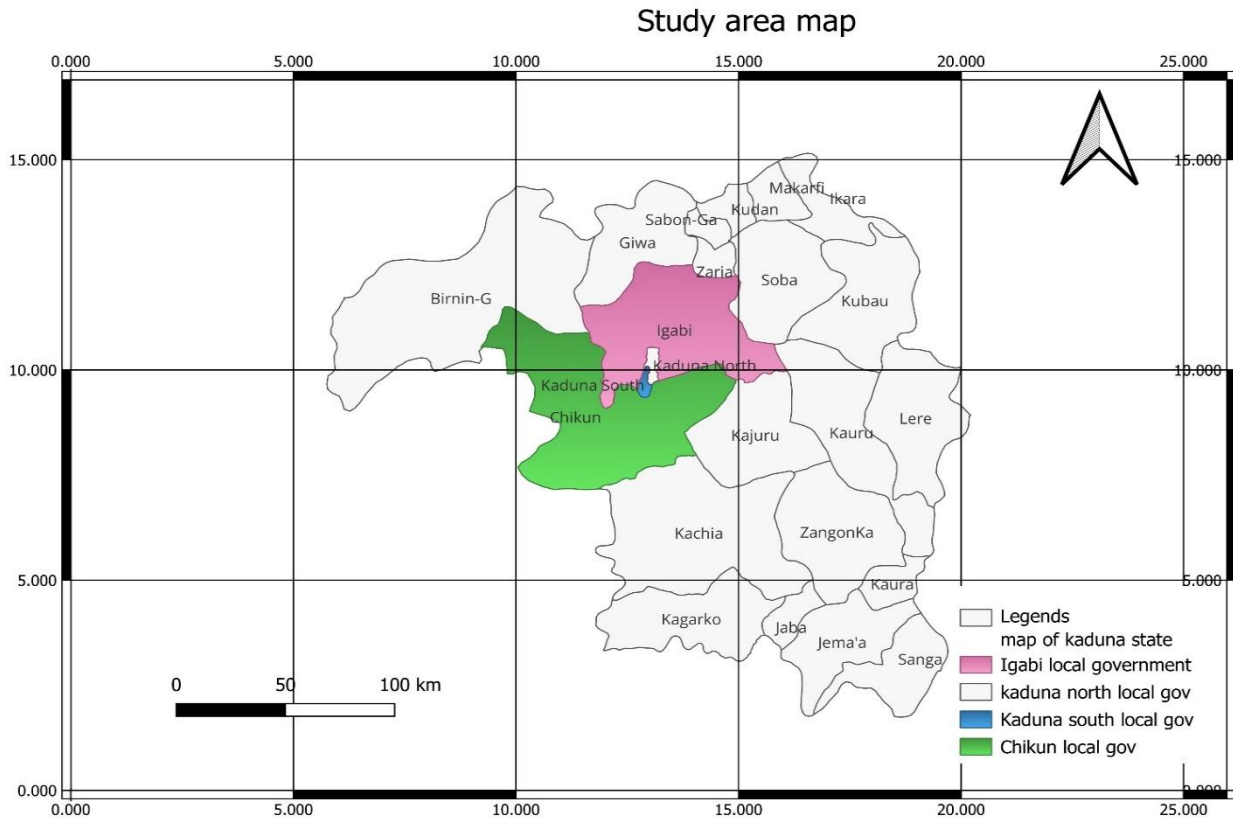 Study area map
0.000 5.000 10.000 15.000 20.000 25.000
15.000 15.000
Makarfi
Ikara
Kudan
Sabon-Ga
Giwa
Zaria
Soba
Birnin-G
Kubau
Igabi
Kaduna North
10.000 10.000
Kaduna South
Chikun
Lere
Kajuru
Kauru
Kachia
ZangonKa
5.000 5.000
Kaura
Kagarko
Jaba
Jema'a
Sanga
Legends
map of kaduna state
Igabi local government
kaduna north local gov
Kaduna south local gov
Chikun local gov
0 50 100 km
0.000 0.000
0.000 5.000 10.000 15.000 20.000 25.000